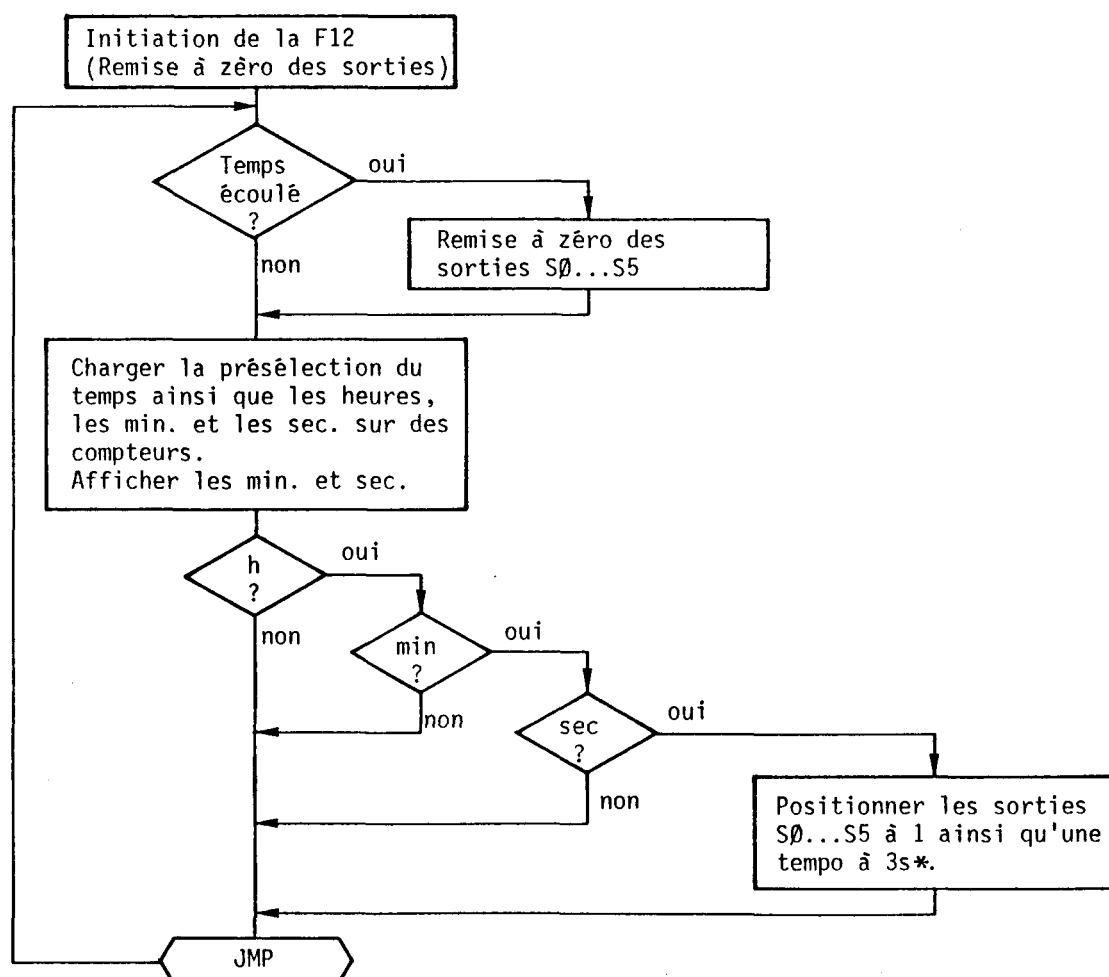 Initiation de la F12
(Remise à zéro des sorties)
Temps
écoulé
?
oui
non
Remise à zéro des
sorties SØ...S5
Charger la présélection du
temps ainsi que les heures,
les min. et les sec. sur des
compteurs.
Afficher les min. et sec.
h
?
oui
non
min
?
oui
non
sec
?
oui
non
Positionner les sorties
SØ...S5 à 1 ainsi qu'une
tempo à 3s*.
JMP